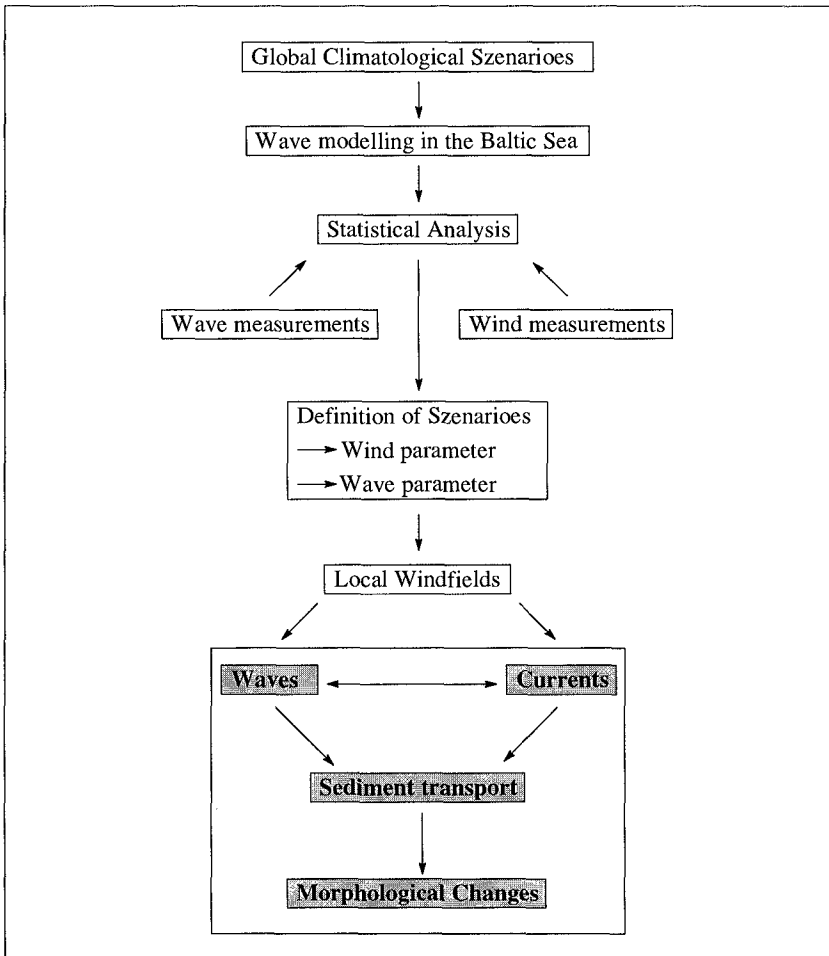 Global Climatological Szenarioes
Wave modelling in the Baltic Sea
Statistical Analysis
Wave measurements
Wind measurements
Definition of Szenarioes
Wind parameter
Wave parameter
Local Windfields
Waves
Currents
Sediment transport
Morphological Changes